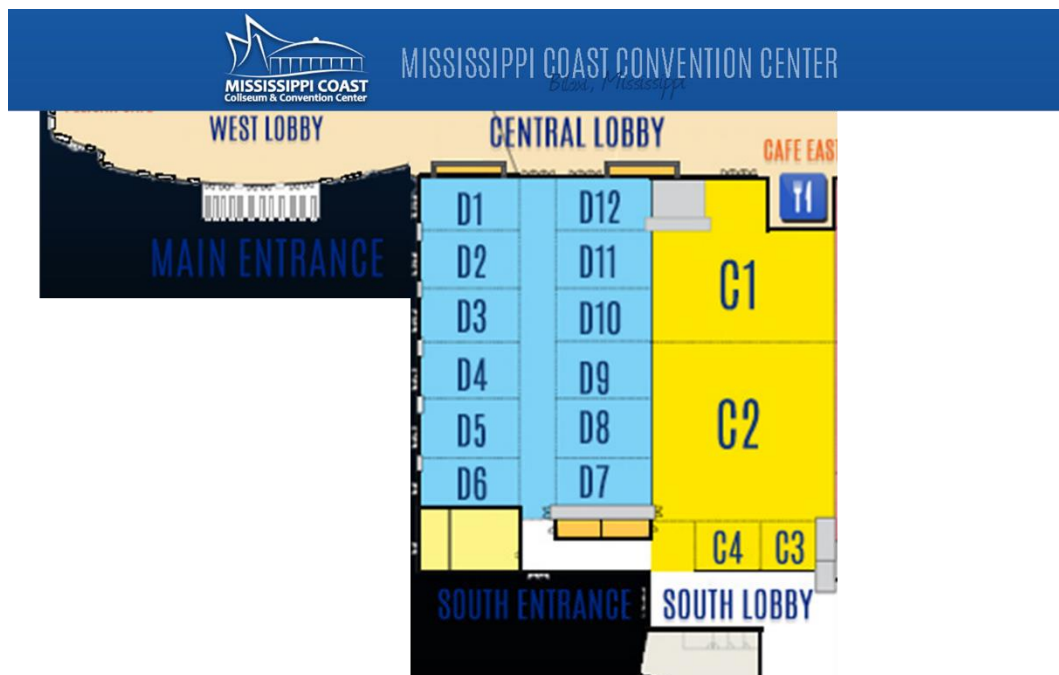 MISSISSIPPI COAST
Coliseum & Convention Center
MISSISSIPPI COAST CONVENTION CENTER
Biloxi, Mississippi
WEST LOBBY
CENTRAL LOBBY
CAFE EAS
MAIN ENTRANCE
D1
D12
D2
D11
C1
D3
D10
D4
D9
C2
D5
D8
D6
D7
C4
C3
SOUTH ENTRANCE
SOUTH LOBBY